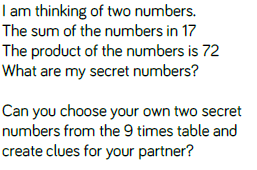 I am thinking of two numbers.
The sum of the numbers in 17
The product of the numbers is 72
What are my secret numbers?
Can you choose your own two secret
numbers from the 9 times table and
create clues for your partner?